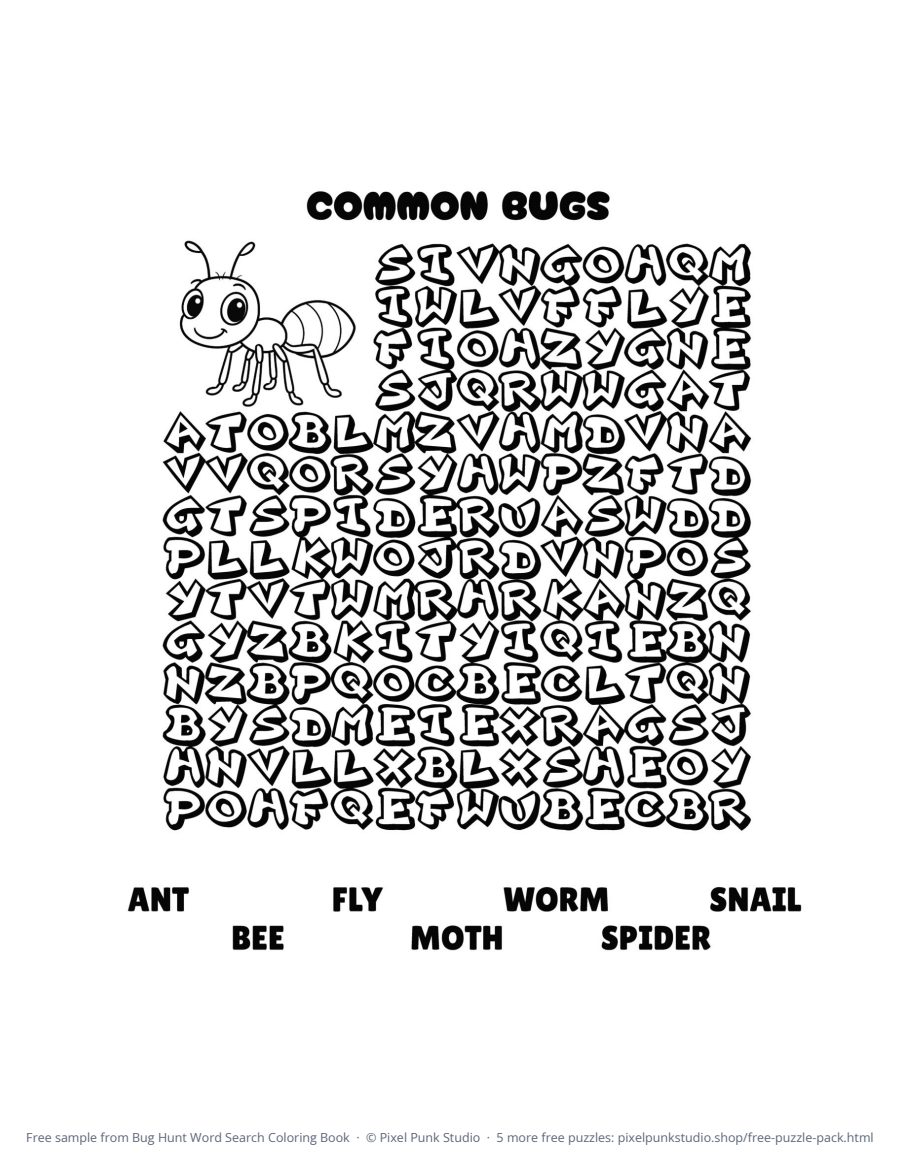 COMMON BUGS
SIVNGOHQM
IWLVFFLYE
FIOHZYGNE
SJQRWWGAT
ATOBLMZVHMDVNA
VVQORSYHWPZFTD
GTSPIDERUASWDD
PLLKWOJRDVNPOS
YTVTWMRHRKANZQ
GYZBKITYIQIEBN
NZBPQOCBECLTQN
BYSDMEIEXRAGSJ
HNVLLXBLXSHEOY
POHFQEFWUBECBR
ANT FLY WORM SNAIL
BEE MOTH SPIDER
Free sample from Bug Hunt Word Search Coloring Book · © Pixel Punk Studio · 5 more free puzzles: pixelpunkstudio.shop/free-puzzle-pack.html